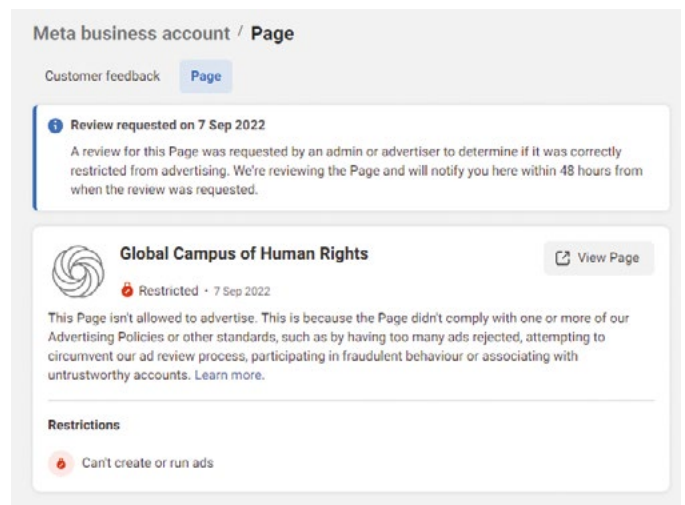 Meta business account / Page
Customer feedback Page
Review requested on 7 Sep 2022
A review for this Page was requested by an admin or advertiser to determine if it was correctly
restricted from advertising. We're reviewing the Page and will notify you here within 48 hours from
when the review was requested.
Global Campus of Human Rights
View Page
Restricted · 7 Sep 2022
This Page isn't allowed to advertise. This is because the Page didn't comply with one or more of our
Advertising Policies or other standards, such as by having too many ads rejected, attempting to
circumvent our ad review process, participating in fraudulent behaviour or associating with
untrustworthy accounts. Learn more.
Restrictions
Can't create or run ads